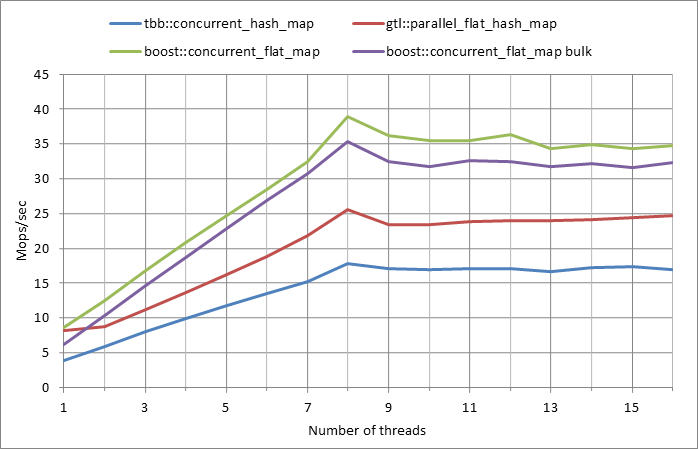 tbb::concurrent_hash_map gtl::parallel_flat_hash_map
boost::concurrent_flat_map boost::concurrent_flat_map bulk
45
40
35
30
25
20
15
10
5
0
Mops/sec
1 3 5 7 9 11 13 15
Number of threads